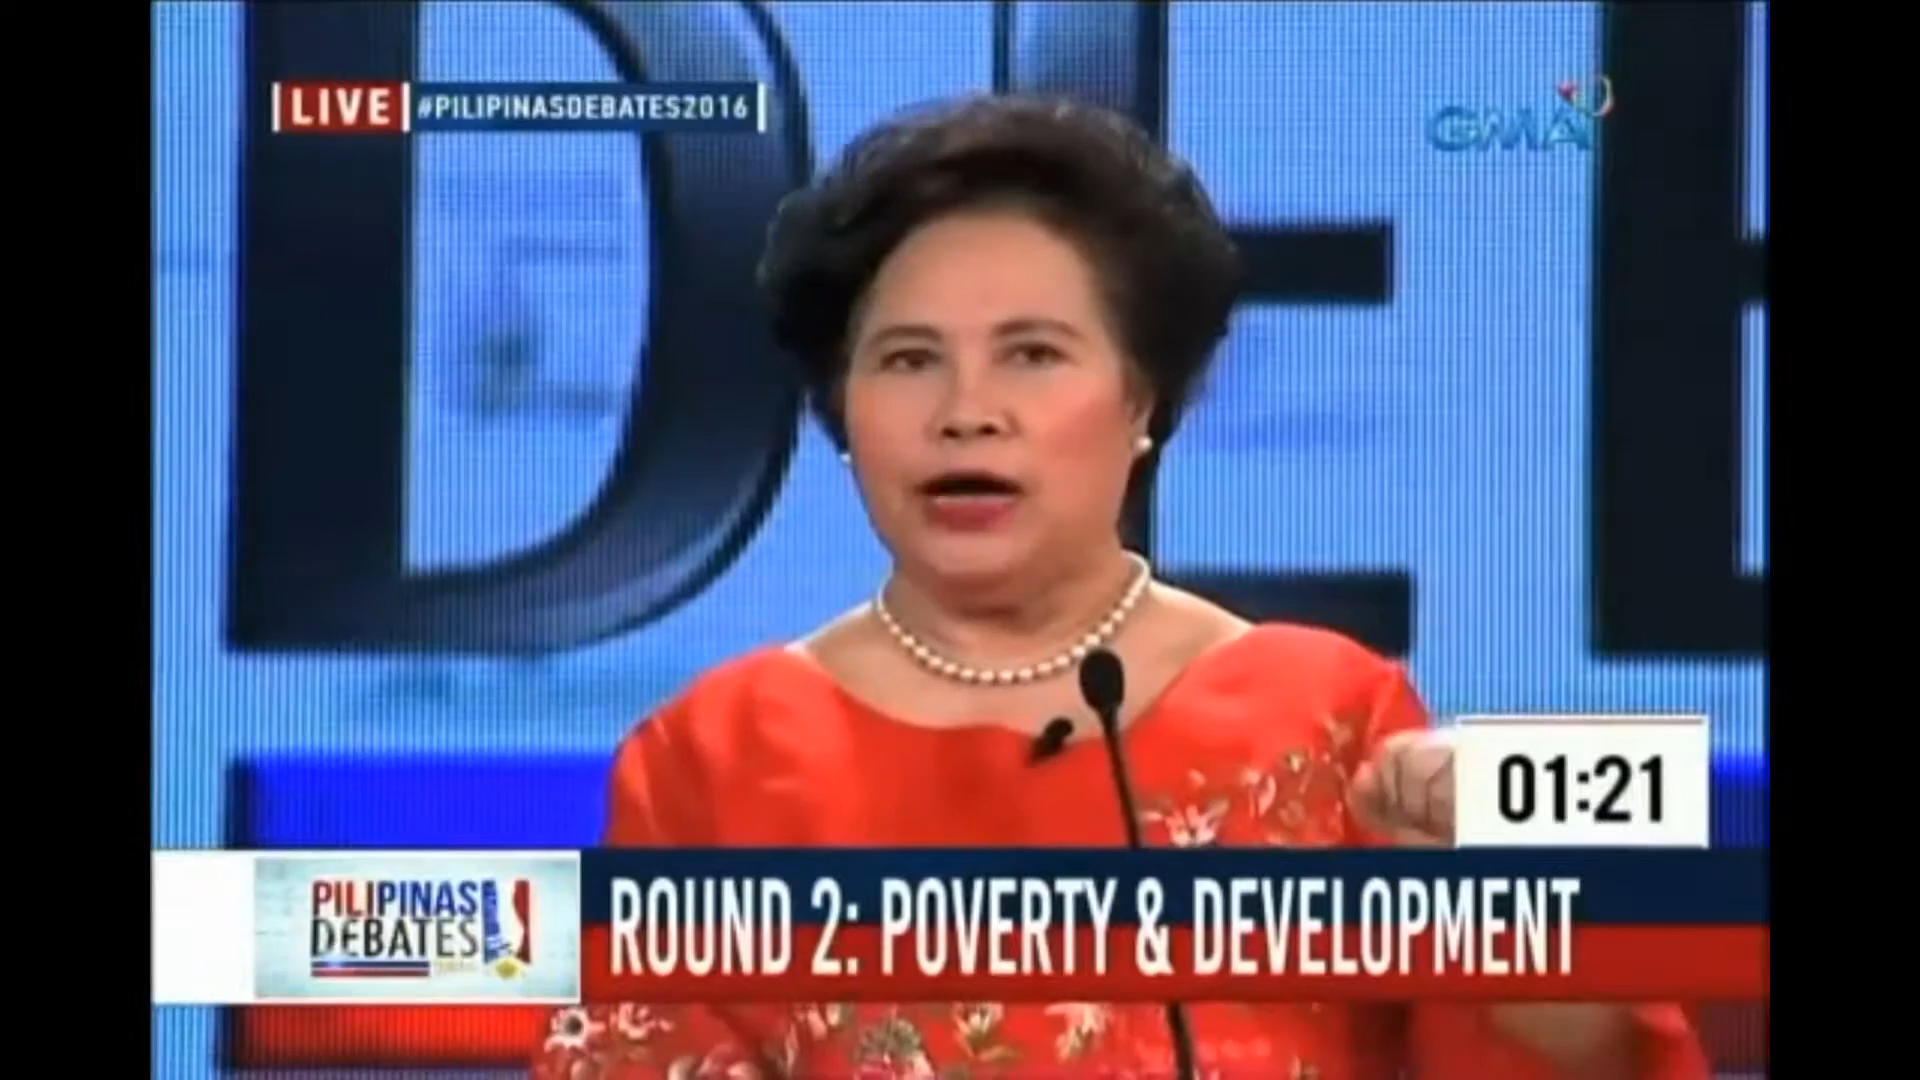 LIVE #PILIPINASDEBATES2016
GMA
01:21
PILIPINAS
DEBATES
ROUND 2: POVERTY & DEVELOPMENT